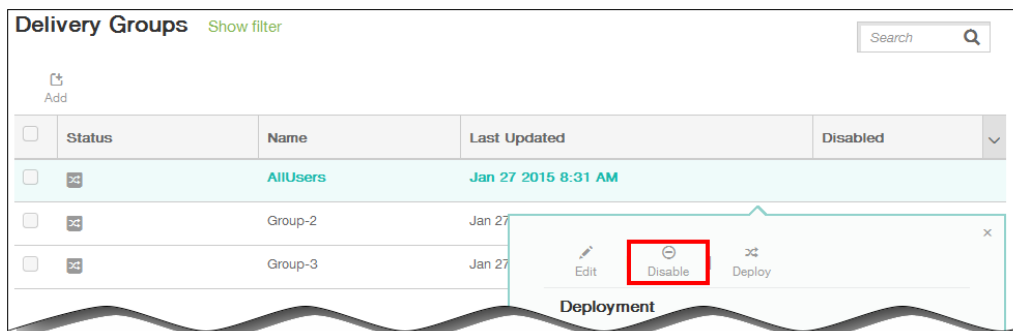 Delivery Groups Show filter
Search
Add
Status Name Last Updated Disabled
AllUsers Jan 27 2015 8:31 AM
Group-2 Jan 27
Group-3 Jan 27
Edit Disable Deploy
Deployment